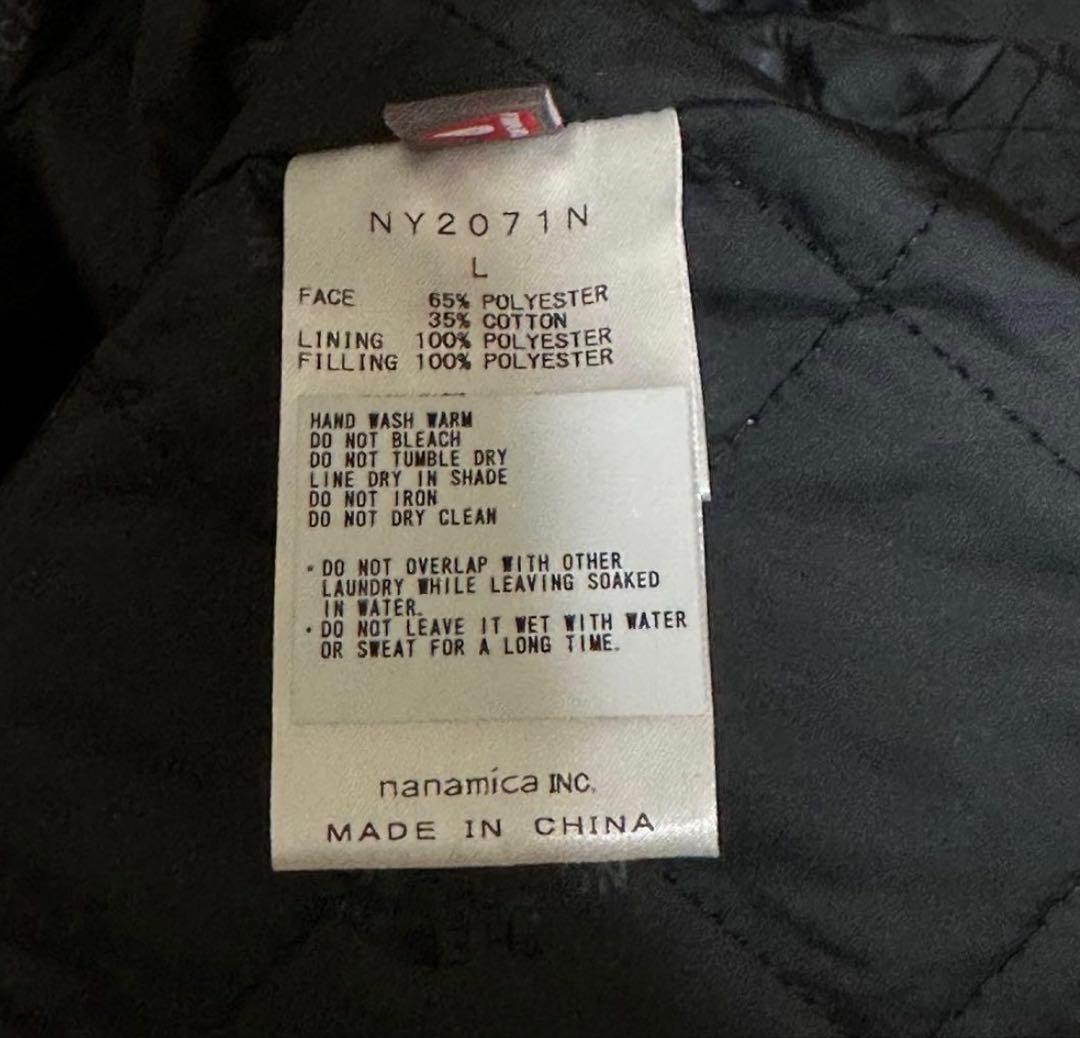 NY2071N
L
FACE 65% POLYESTER
35% COTTON
LINING 100% POLYESTER
FILLING 100% POLYESTER
HAND WASH WARM
DO NOT BLEACH
DO NOT TUMBLE DRY
LINE DRY IN SHADE
DO NOT IRON
DO NOT DRY CLEAN
・DO NOT OVERLAP WITH OTHER
LAUNDRY WHILE LEAVING SOAKED
IN WATER.
・DO NOT LEAVE IT WET WITH WATER
OR SWEAT FOR A LONG TIME.
nanamica INC.
MADE IN CHINA